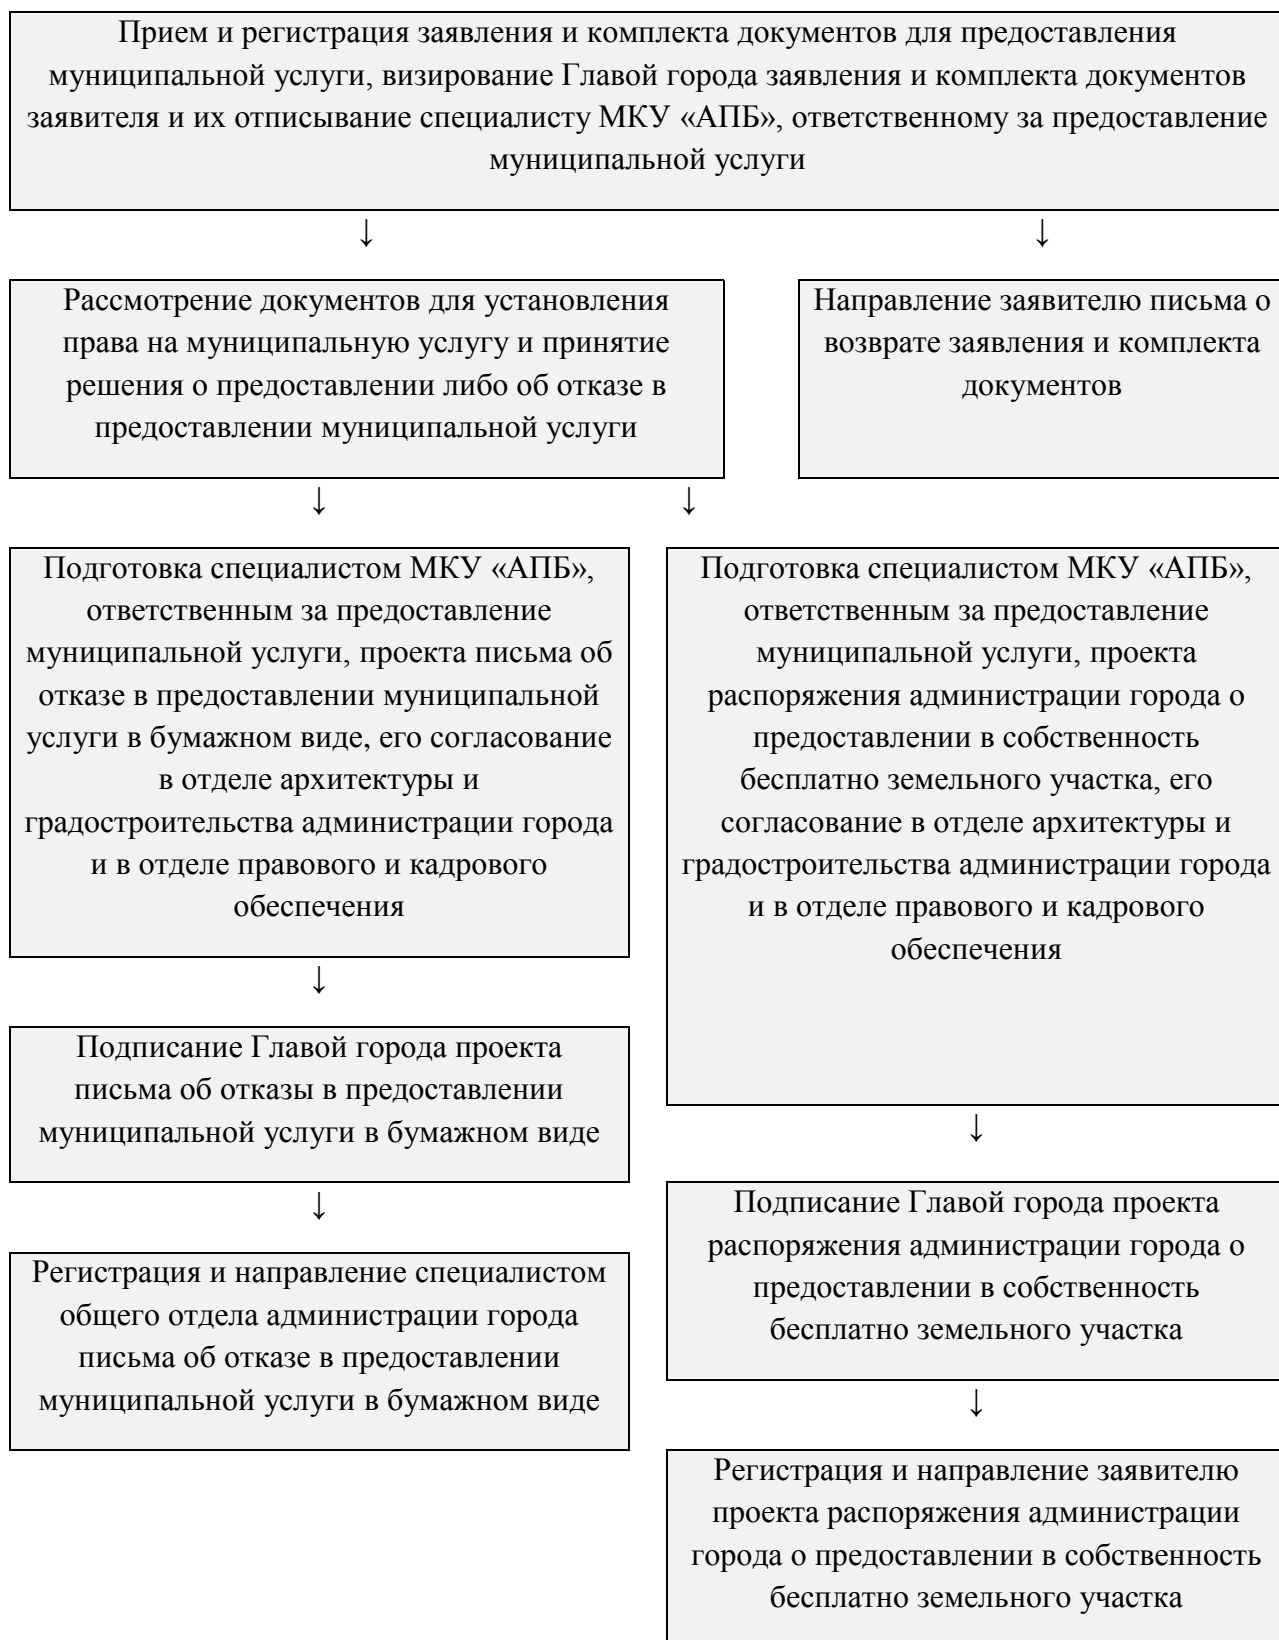 Прием и регистрация заявления и комплекта документов для предоставления
муниципальной услуги, визирование Главой города заявления и комплекта документов
заявителя и их отписывание специалисту МКУ «АПБ», ответственному за предоставление
муниципальной услуги
↓ ↓
Рассмотрение документов для установления
права на муниципальную услугу и принятие
решения о предоставлении либо об отказе в
предоставлении муниципальной услуги
Направление заявителю письма о
возврате заявления и комплекта
документов
↓ ↓
Подготовка специалистом МКУ «АПБ»,
ответственным за предоставление
муниципальной услуги, проекта письма об
отказе в предоставлении муниципальной
услуги в бумажном виде, его согласование
в отделе архитектуры и
градостроительства администрации города
и в отделе правового и кадрового
обеспечения
↓
Подписание Главой города проекта
письма об отказы в предоставлении
муниципальной услуги в бумажном виде
↓
Регистрация и направление специалистом
общего отдела администрации города
письма об отказе в предоставлении
муниципальной услуги в бумажном виде
Подготовка специалистом МКУ «АПБ»,
ответственным за предоставление
муниципальной услуги, проекта
распоряжения администрации города о
предоставлении в собственность
бесплатно земельного участка, его
согласование в отделе архитектуры и
градостроительства администрации города
и в отделе правового и кадрового
обеспечения
↓
Подписание Главой города проекта
распоряжения администрации города о
предоставлении в собственность
бесплатно земельного участка
↓
Регистрация и направление заявителю
проекта распоряжения администрации
города о предоставлении в собственность
бесплатно земельного участка